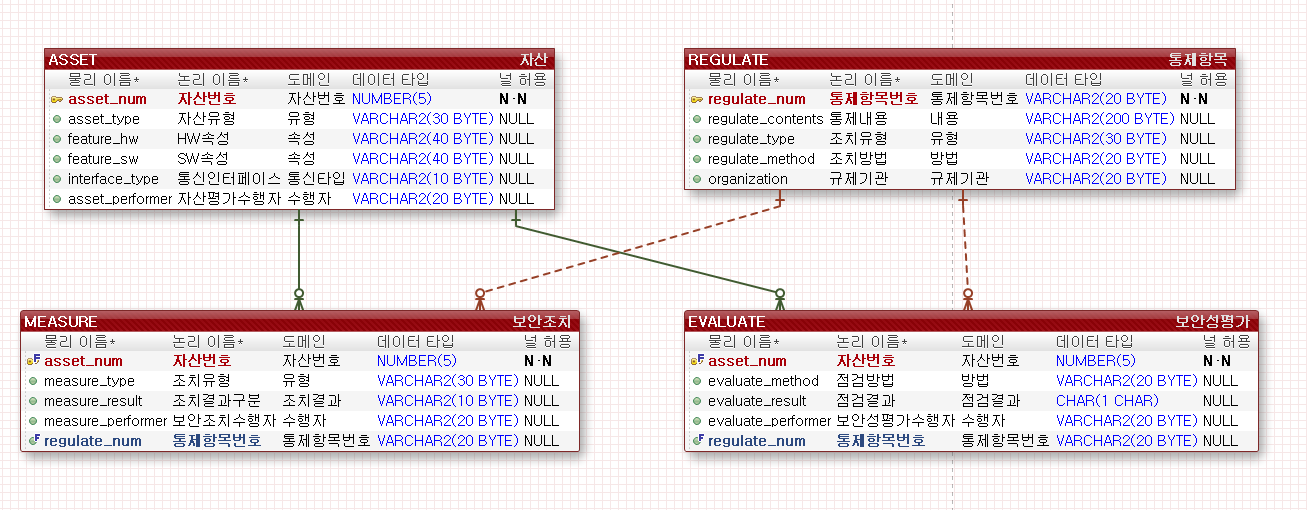 ASSET 자산
물리 이름* 논리 이름* 도메인 데이터 타입 널 허용
asset_num 자산번호 자산번호 NUMBER(5) N·N
asset_type 자산유형 유형 VARCHAR2(30 BYTE) NULL
feature_hw HW속성 속성 VARCHAR2(40 BYTE) NULL
feature_sw SW속성 속성 VARCHAR2(40 BYTE) NULL
interface_type 통신인터페이스 통신타입 VARCHAR2(10 BYTE) NULL
asset_performer 자산평가수행자 수행자 VARCHAR2(20 BYTE) NULL
REGULATE 통제항목
물리 이름* 논리 이름* 도메인 데이터 타입 널 허용
regulate_num 통제항목번호 통제항목번호 VARCHAR2(20 BYTE) N·N
regulate_contents 통제내용 내용 VARCHAR2(200 BYTE) NULL
regulate_type 조치유형 유형 VARCHAR2(30 BYTE) NULL
regulate_method 조치방법 방법 VARCHAR2(20 BYTE) NULL
organization 규제기관 규제기관 VARCHAR2(20 BYTE) NULL
MEASURE 보안조치
물리 이름* 논리 이름* 도메인 데이터 타입 널 허용
F asset_num 자산번호 자산번호 NUMBER(5) N·N
measure_type 조치유형 유형 VARCHAR2(30 BYTE) NULL
measure_result 조치결과구분 조치결과 VARCHAR2(10 BYTE) NULL
measure_performer 보안조치수행자 수행자 VARCHAR2(20 BYTE) NULL
F regulate_num 통제항목번호 통제항목번호 VARCHAR2(20 BYTE) NULL
EVALUATE 보안성평가
물리 이름* 논리 이름* 도메인 데이터 타입 널 허용
F asset_num 자산번호 자산번호 NUMBER(5) N·N
evaluate_method 점검방법 방법 VARCHAR2(20 BYTE) NULL
evaluate_result 점검결과 점검결과 CHAR(1 CHAR) NULL
evaluate_performer 보안성평가수행자 수행자 VARCHAR2(20 BYTE) NULL
F regulate_num 통제항목번호 통제항목번호 VARCHAR2(20 BYTE) NULL